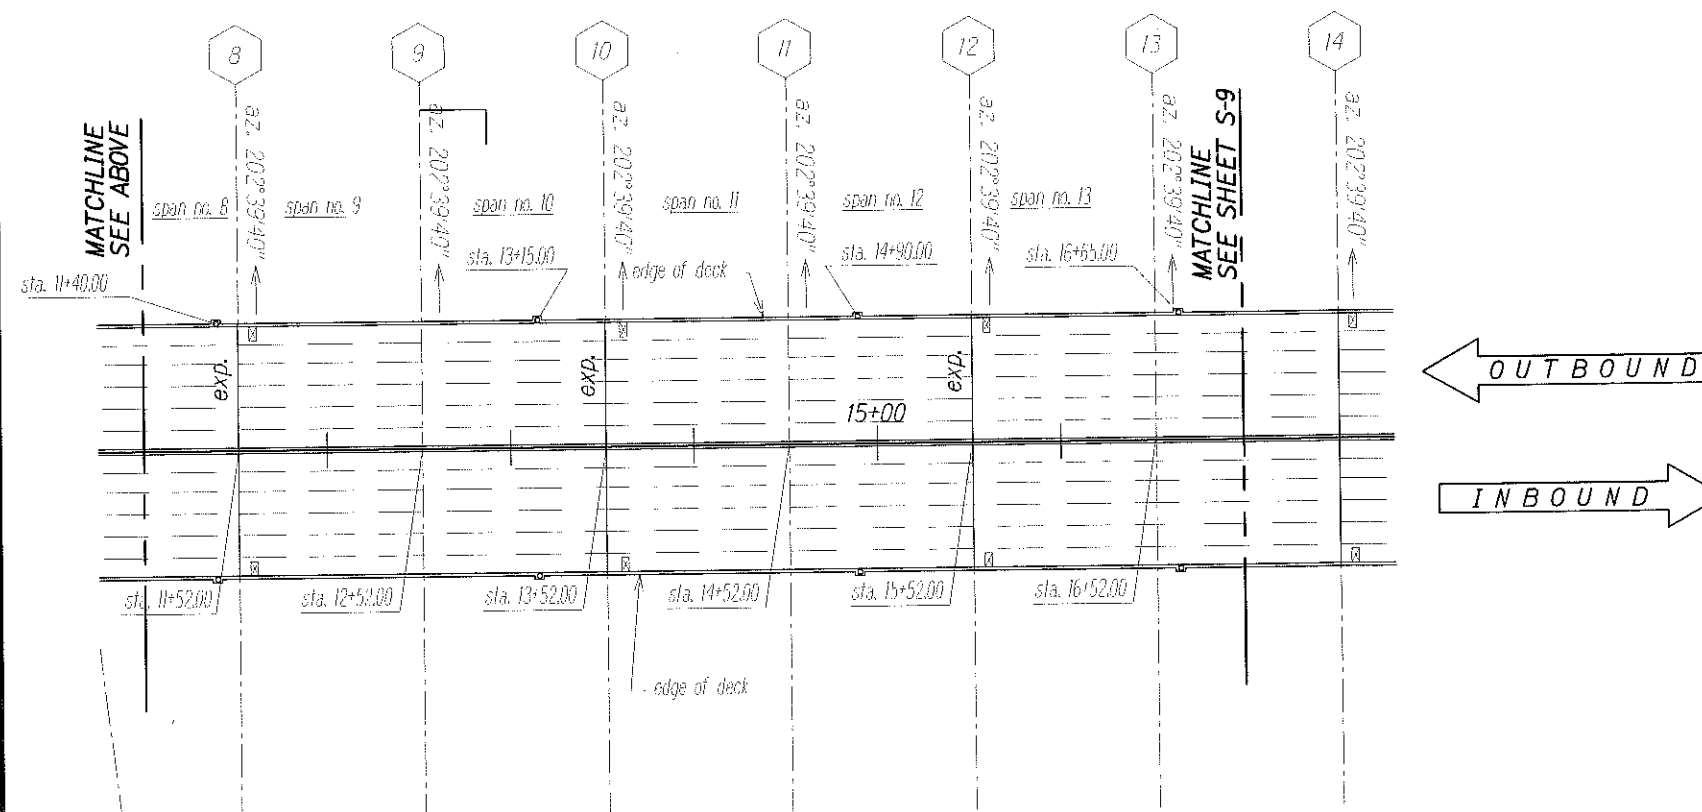 8
9
10
11
12
13
14
MATCHLINE
SEE ABOVE
az. 202°39'40"
az. 202°39'40"
az. 202°39'40"
az. 202°39'40"
az. 202°39'40"
az. 202°39'40"
az. 202°39'40"
MATCHLINE
SEE SHEET S-9
span no. 8
span no. 9
span no. 10
span no. 11
span no. 12
span no. 13
sta. 11+40.00
sta. 13+15.00
edge of deck
sta. 14+90.00
sta. 16+65.00
exp.
exp.
exp.
15+00
OUTBOUND
INBOUND
sta. 11+52.00
sta. 12+52.00
sta. 13+52.00
sta. 14+52.00
sta. 15+52.00
sta. 16+52.00
edge of deck